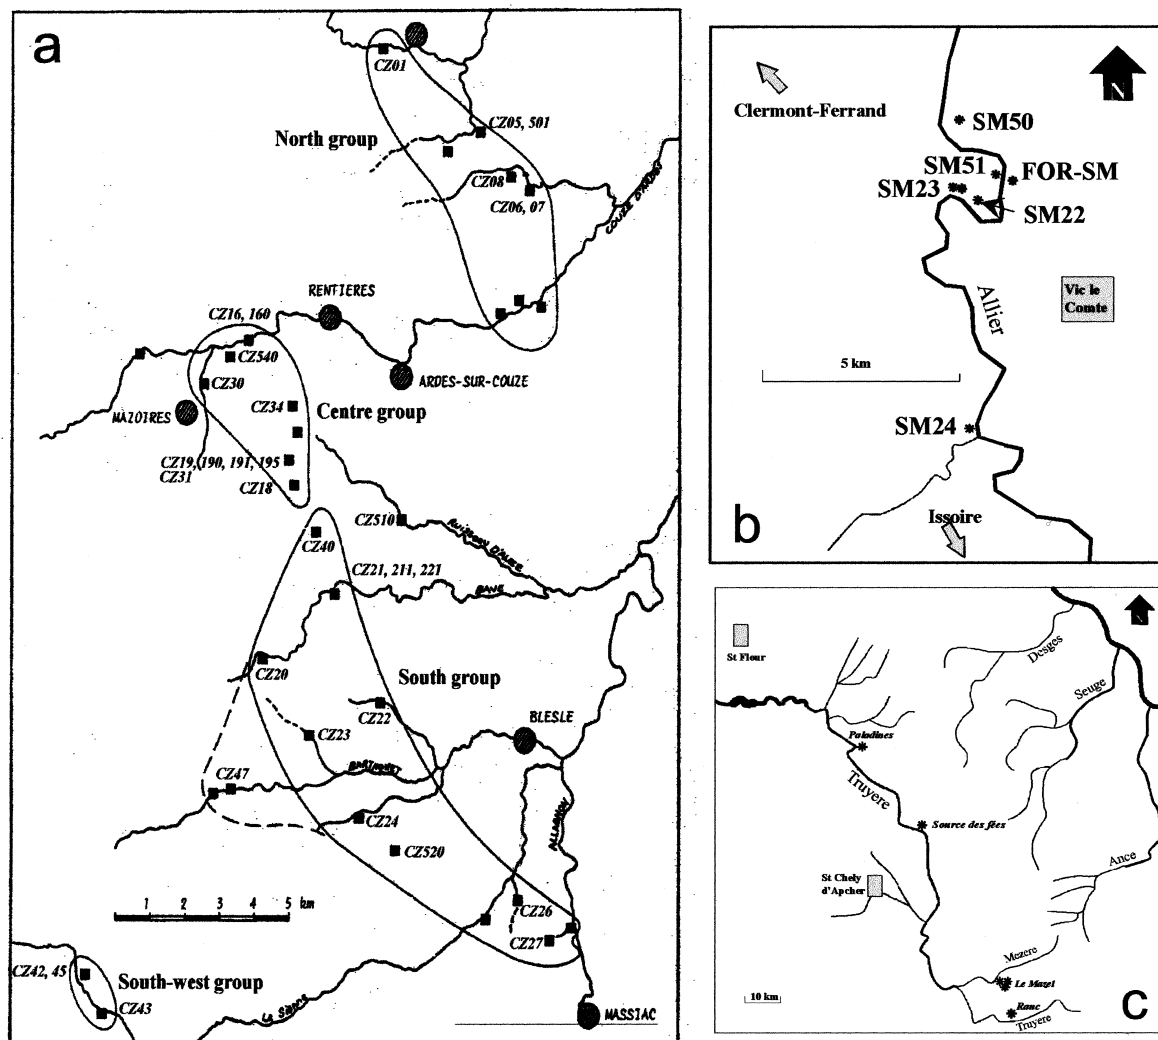 a
CZ01
CZ05, 501
North group
CZ08
CZ06, 07
COUZE D'ARDES
RENTIERES
CZ16, 160
CZ540
ARDES-SUR-COUZE
CZ30
MAZOIRES
CZ34
Centre group
CZ19, 190, 191, 195
CZ31
CZ18
CZ510
CZ40
CZ21, 211, 221
BAVE
CZ20
South group
CZ22
BLESLE
CZ23
CZ47
CZ24
ALLAGNON
CZ520
1 2 3 4 5 km
CZ26
CZ27
CZ42, 45
South-west group
CZ43
MASSIAC
b
N
Clermont-Ferrand
SM50
SM51
FOR-SM
SM23
SM22
Allier
Vic le
Comte
5 km
SM24
Issoire
c
N
St Flour
Desges
Seuge
Paladines
Truyere
Source des fées
Ance
St Chely
d'Apcher
Mezere
Le Mazel
10 km
Ranc
Truyere